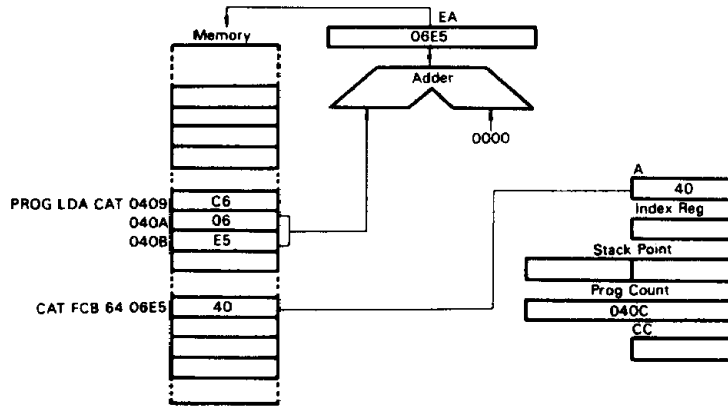 EA
Memory
06E5
Adder
0000
A
PROG LDA CAT 0409 C6
40
040A 06
Index Reg
040B E5
Stack Point
Prog Count
CAT FCB 64 06E5 40
040C
CC